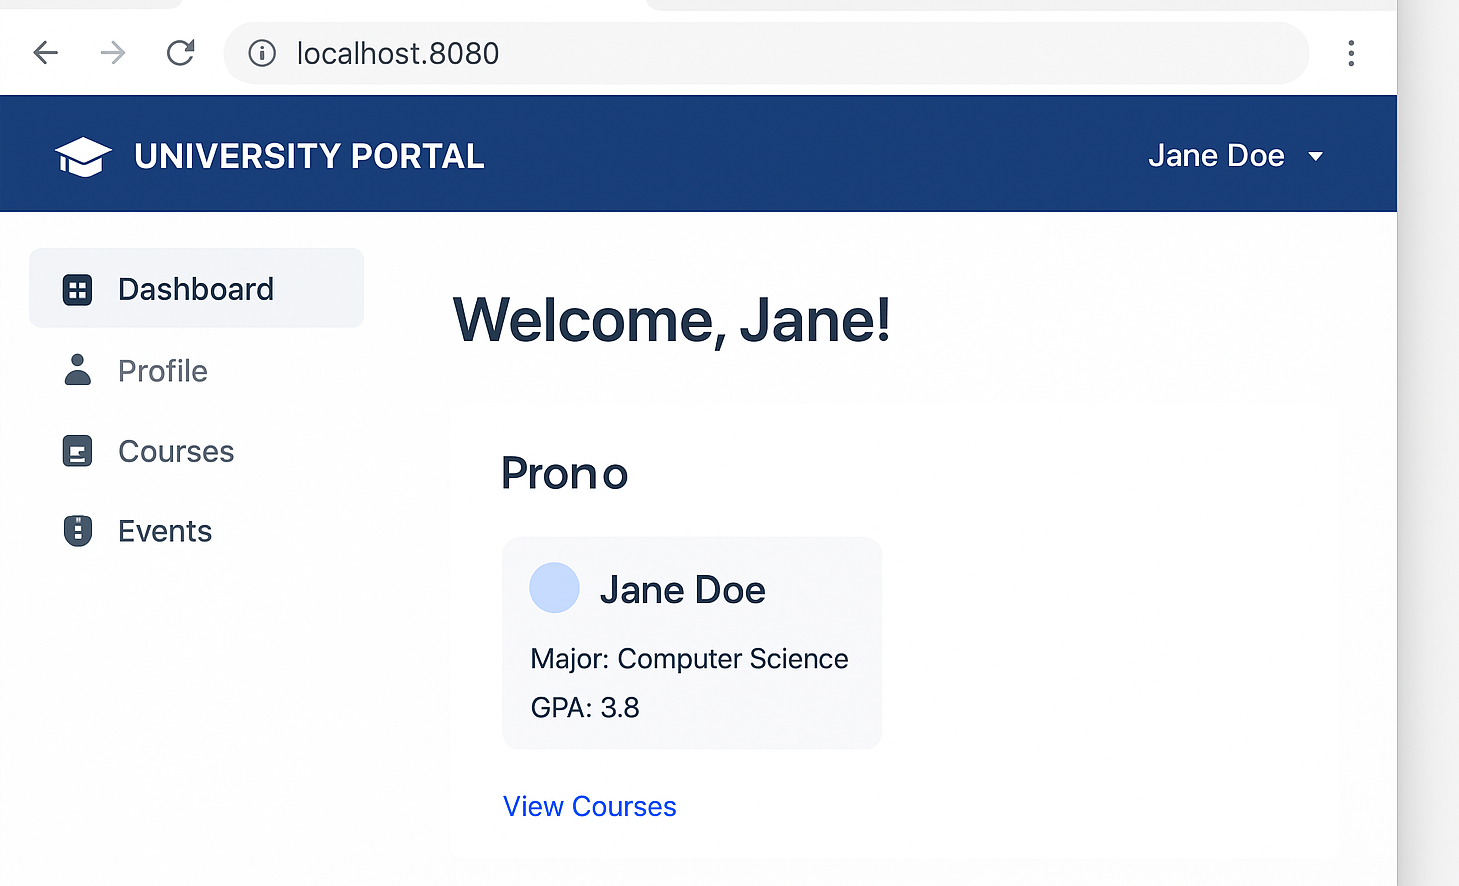 localhost.8080
UNIVERSITY PORTAL
Jane Doe
Dashboard
Profile
Courses
Events
Welcome, Jane!
Prono
Jane Doe
Major: Computer Science
GPA: 3.8
View Courses